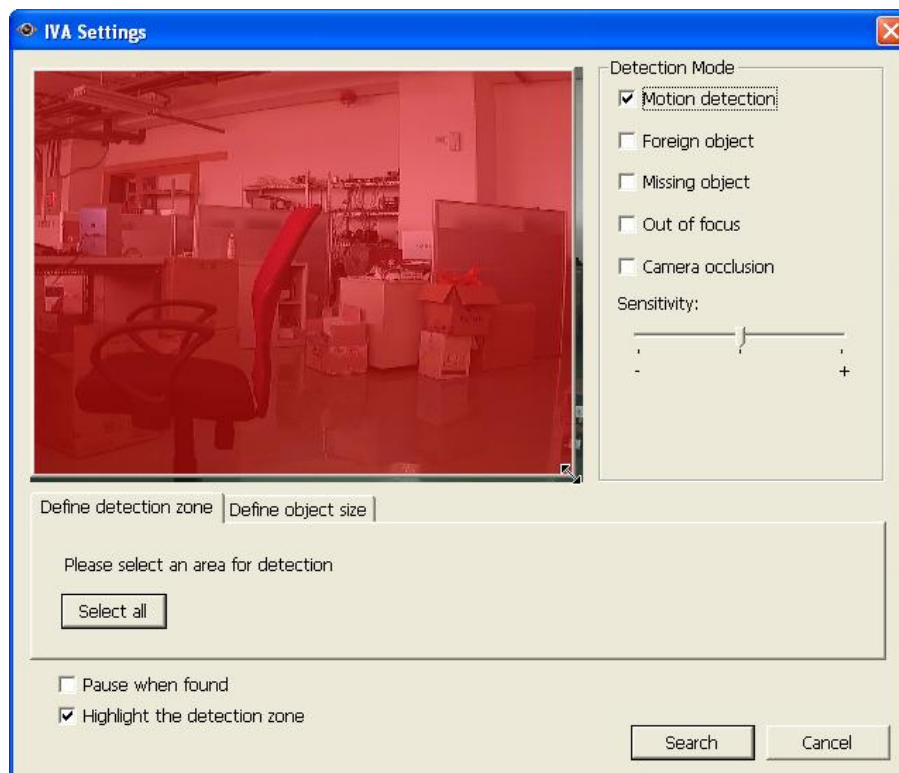 IVA Settings
Detection Mode
Motion detection
Foreign object
Missing object
Out of focus
Camera occlusion
Sensitivity:
- +
Define detection zone
Define object size
Please select an area for detection
Select all
Pause when found
Highlight the detection zone
Search
Cancel